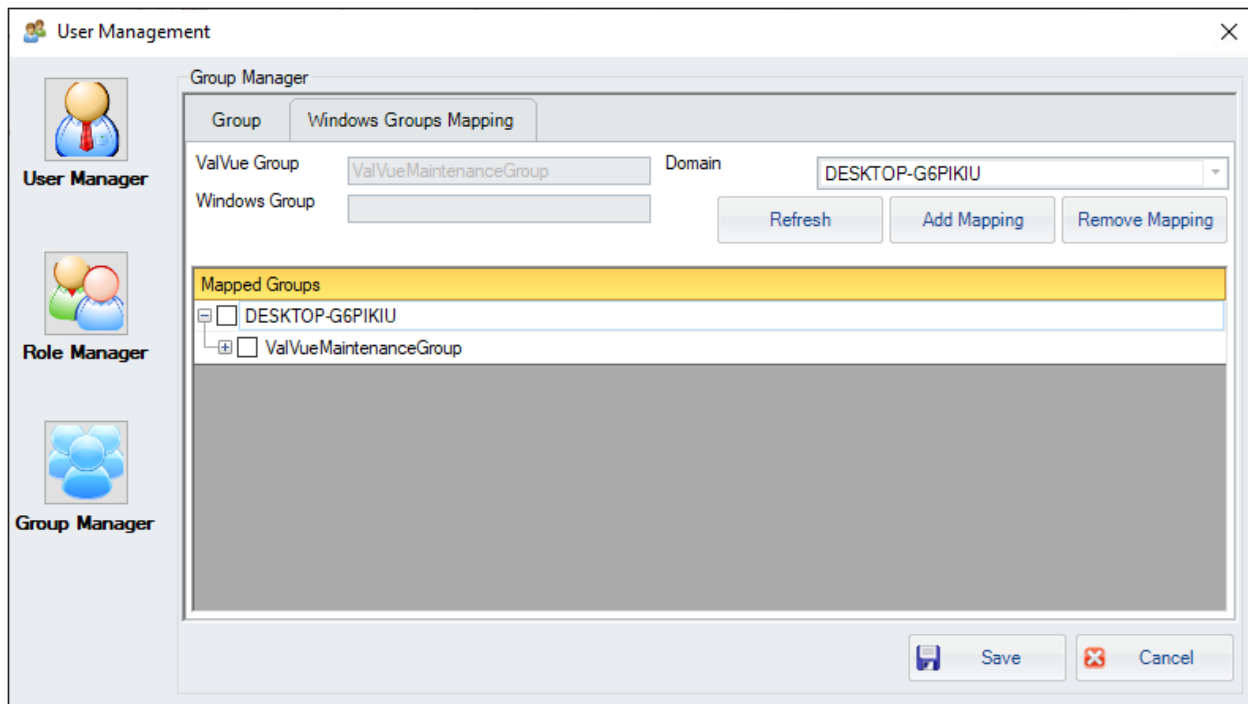 User Management
User Manager
Role Manager
Group Manager
Group Manager
Group
Windows Groups Mapping
ValVue Group
ValVueMaintenanceGroup
Domain
DESKTOP-G6PIKIU
Windows Group
Refresh
Add Mapping
Remove Mapping
Mapped Groups
DESKTOP-G6PIKIU
ValVueMaintenanceGroup
Save
Cancel